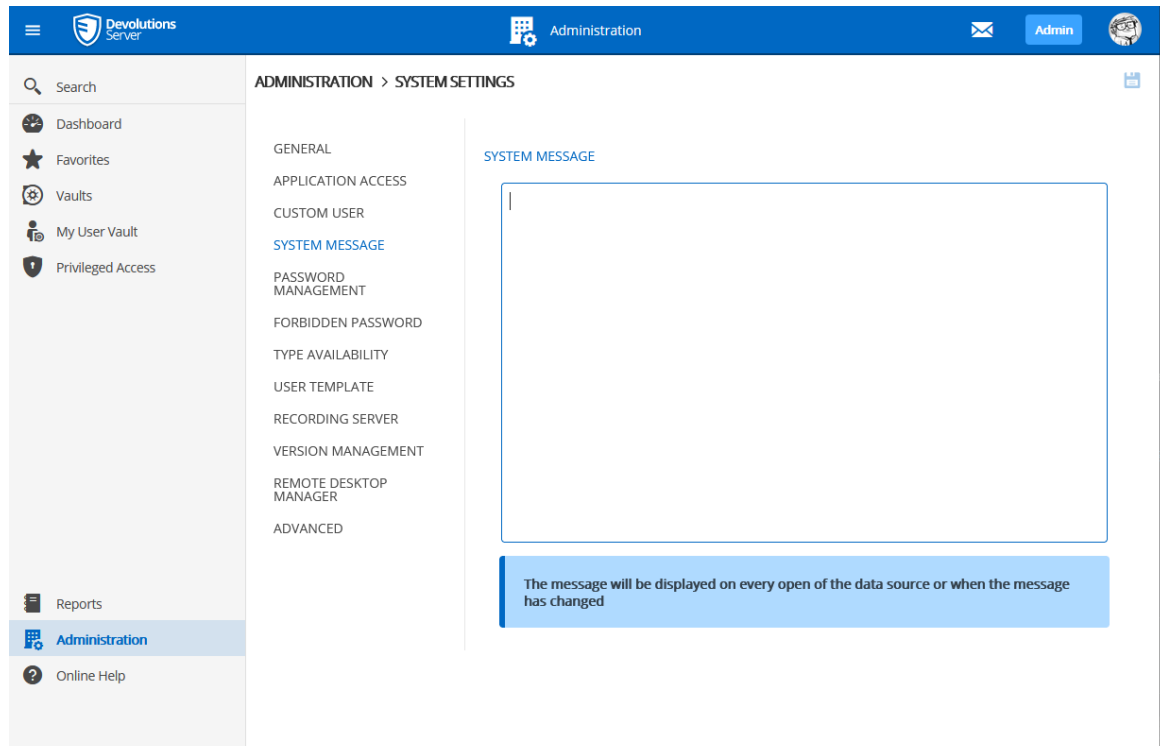 Devolutions
Server
Administration
Admin
Search
Dashboard
Favorites
Vaults
My User Vault
Privileged Access
Reports
Administration
Online Help
ADMINISTRATION > SYSTEM SETTINGS
GENERAL
APPLICATION ACCESS
CUSTOM USER
SYSTEM MESSAGE
PASSWORD
MANAGEMENT
FORBIDDEN PASSWORD
TYPE AVAILABILITY
USER TEMPLATE
RECORDING SERVER
VERSION MANAGEMENT
REMOTE DESKTOP
MANAGER
ADVANCED
SYSTEM MESSAGE
The message will be displayed on every open of the data source or when the message
has changed